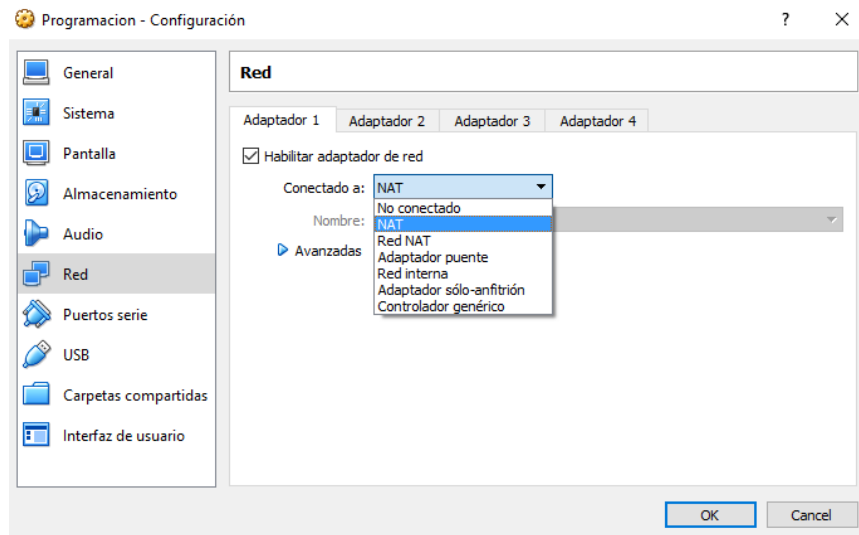 Programacion - Configuración
?
General
Sistema
Pantalla
Almacenamiento
Audio
Red
Puertos serie
USB
Carpetas compartidas
Interfaz de usuario
Red
Adaptador 1 Adaptador 2 Adaptador 3 Adaptador 4
Habilitar adaptador de red
Conectado a: NAT
Nombre:
Avanzadas
No conectado
NAT
Red NAT
Adaptador puente
Red interna
Adaptador sólo-anfitrión
Controlador genérico
OK Cancel